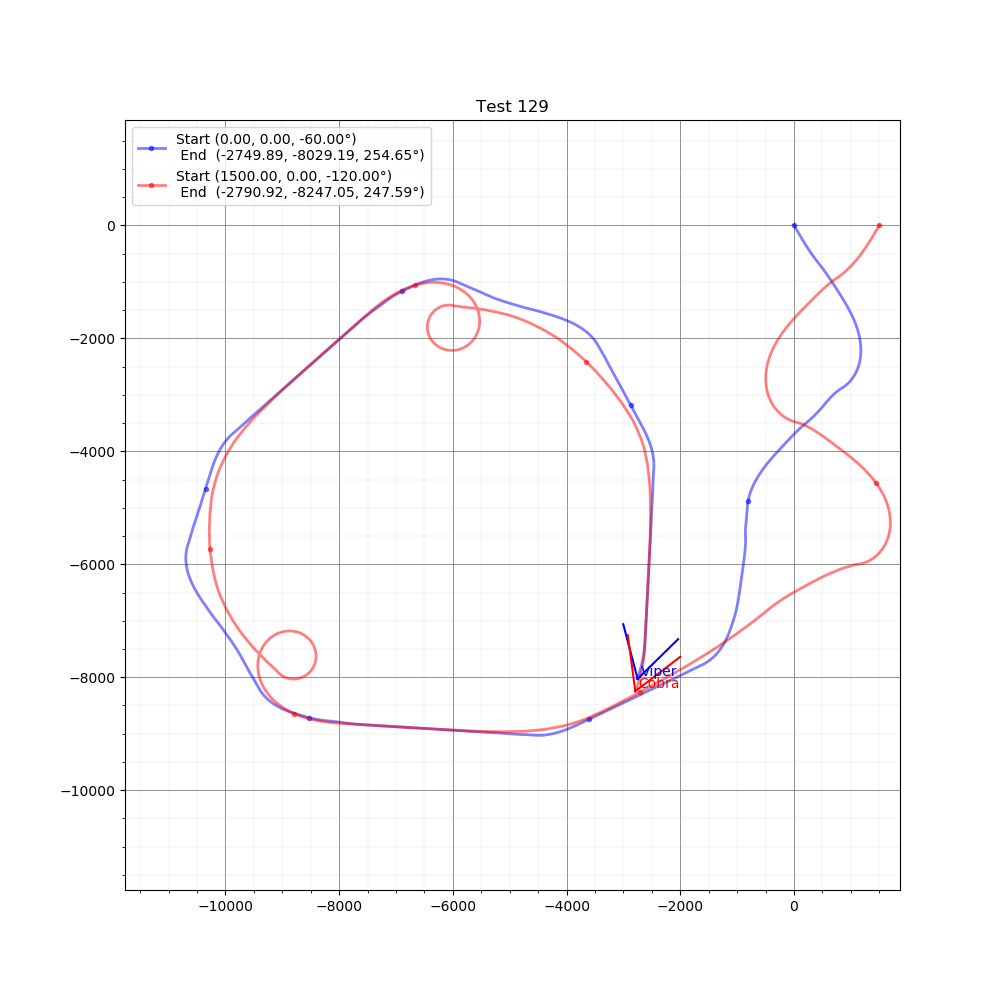 Test 129
Start (0.00, 0.00, -60.00°)
End (-2749.89, -8029.19, 254.65°)
Start (1500.00, 0.00, -120.00°)
End (-2790.92, -8247.05, 247.59°)
0
−2000
−4000
−6000
−8000
−10000
Viper
Cobra
−10000 −8000 −6000 −4000 −2000 0